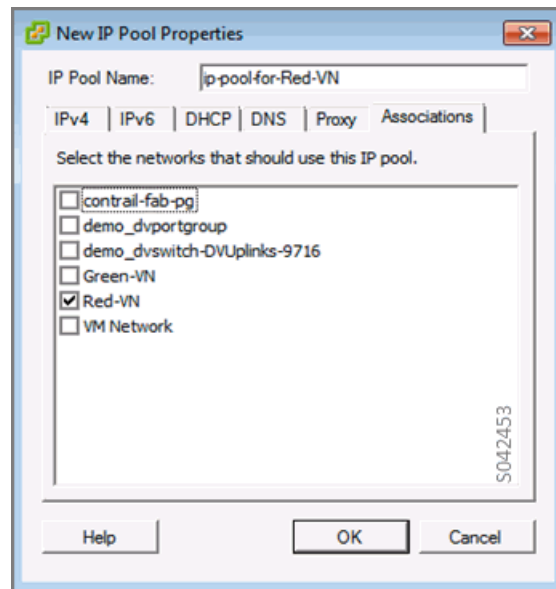 New IP Pool Properties
IP Pool Name: ip-pool-for-Red-VN
IPv4 IPv6 DHCP DNS Proxy Associations
Select the networks that should use this IP pool.
contrail-fab-pg
demo_dvportgroup
demo_dvswitch-DVUplinks-9716
Green-VN
Red-VN
VM Network
S042453
Help OK Cancel